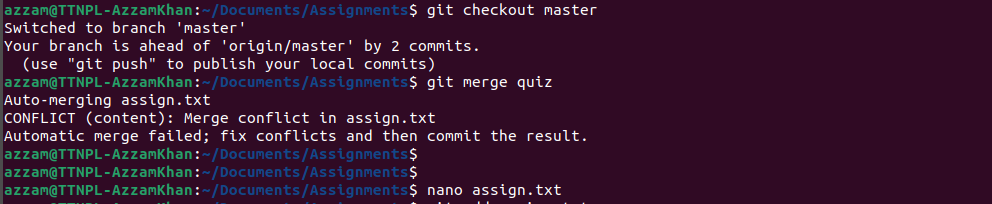 azzam@TTNPL-AzzamKhan:~/Documents/Assignments$ git checkout master
Switched to branch 'master'
Your branch is ahead of 'origin/master' by 2 commits.
  (use "git push" to publish your local commits)
azzam@TTNPL-AzzamKhan:~/Documents/Assignments$ git merge quiz
Auto-merging assign.txt
CONFLICT (content): Merge conflict in assign.txt
Automatic merge failed; fix conflicts and then commit the result.
azzam@TTNPL-AzzamKhan:~/Documents/Assignments$
azzam@TTNPL-AzzamKhan:~/Documents/Assignments$
azzam@TTNPL-AzzamKhan:~/Documents/Assignments$ nano assign.txt